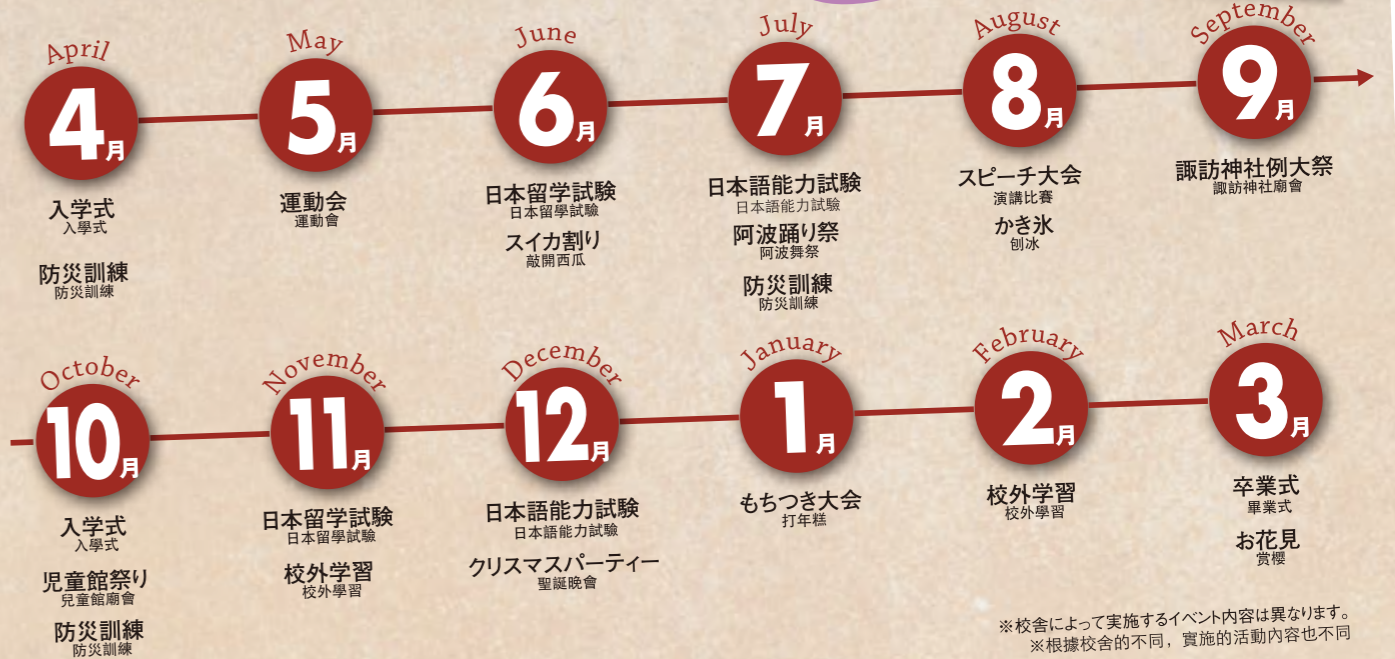 April
4月
入学式
入學式
防災訓練
防災訓練
May
5月
運動会
運動會
June
6月
日本留学試験
日本留學試驗
スイカ割り
敲開西瓜
July
7月
日本語能力試験
日本語能力試驗
阿波踊り祭
阿波舞祭
防災訓練
防災訓練
August
8月
スピーチ大会
演講比賽
かき氷
刨冰
September
9月
諏訪神社例大祭
諏訪神社廟會
October
10月
入学式
入學式
児童館祭り
兒童館廟會
防災訓練
防災訓練
November
11月
日本留学試験
日本留學試驗
校外学習
校外學習
December
12月
日本語能力試験
日本語能力試驗
クリスマスパーティー
聖誕晚會
January
1月
もちつき大会
打年糕
February
2月
校外学習
校外學習
March
3月
卒業式
畢業式
お花見
赏樱
※校舎によって実施するイベント内容は異なります。
※根據校舍的不同，實施的活動內容也不同